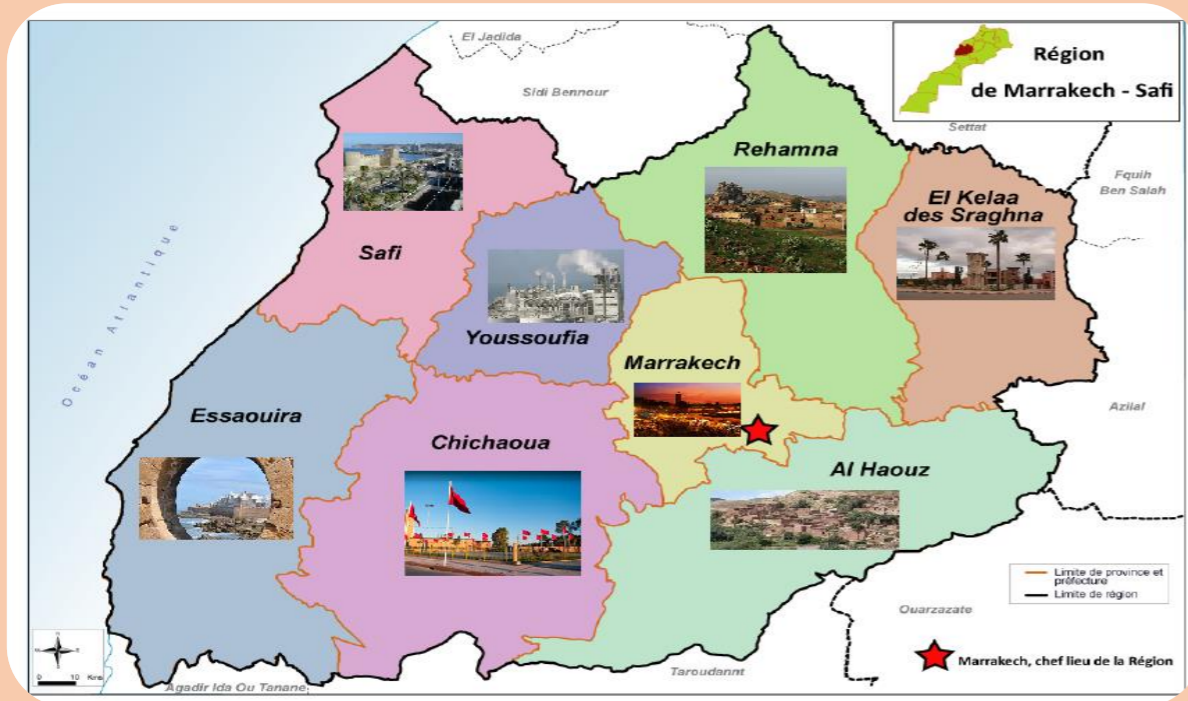 El Jadida
Sidi Bennour
Région
de Marrakech - Safi
Settat
Fquih
Ben Salah
Rehamna
El Kelaa
des Sraghna
Safi
Océan Atlantique
Youssoufia
Marrakech
Azilal
Essaouira
Chichaoua
Al Haouz
Limite de province et
préfecture
Limite de région
Ouarzazate
Marrakech, chef lieu de la Région
Taroudannt
0 10 Kms
Agadir Ida Ou Tanane